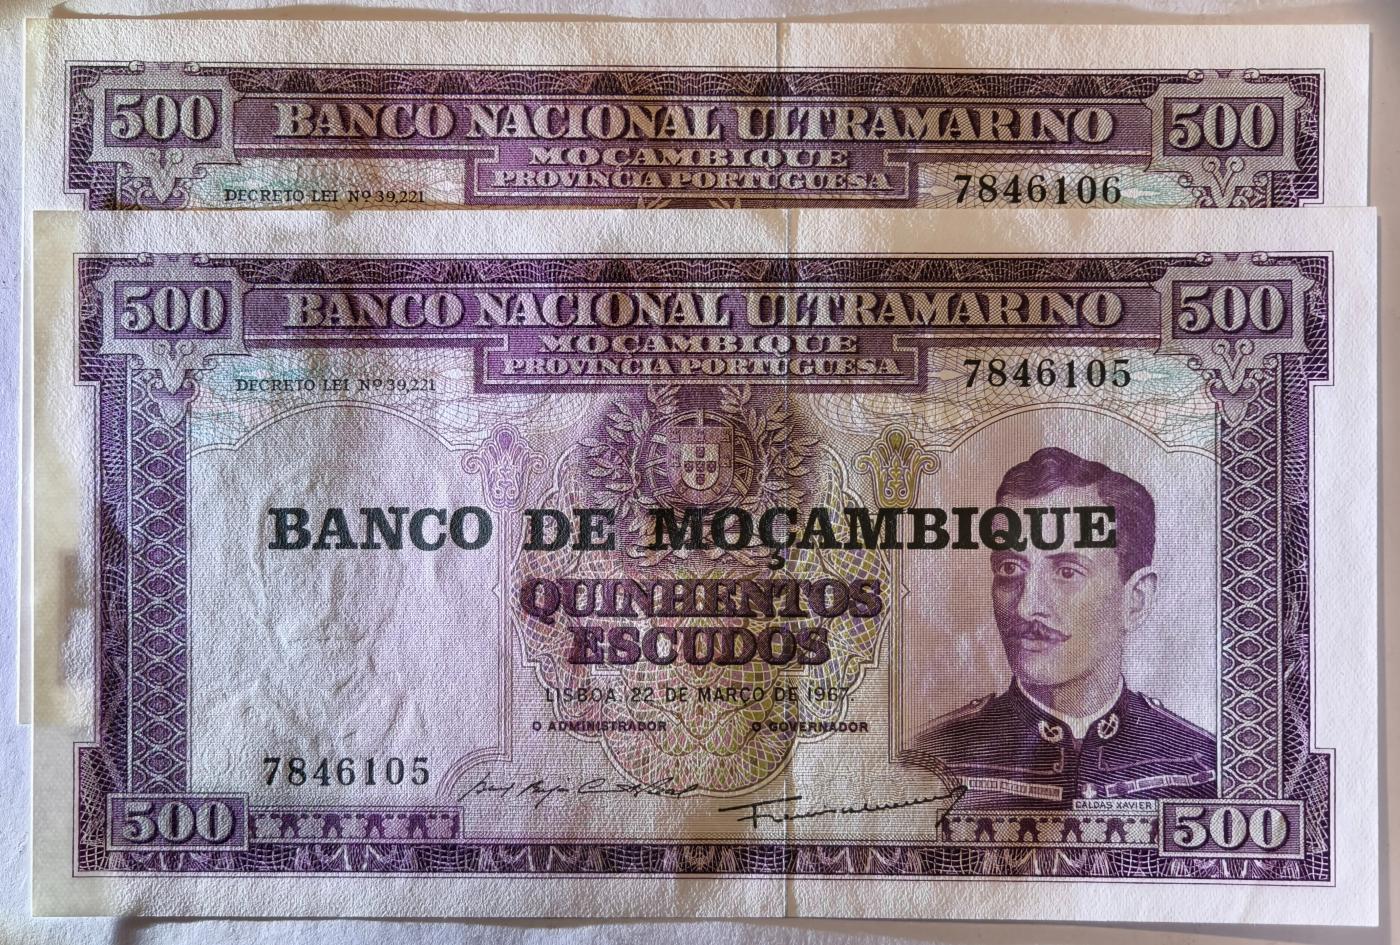 500 BANCO NACIONAL ULTRAMARINO 500
MOÇAMBIQUE
PROVINCIA PORTUGUESA
DECRETO LEI Nº 39,221 7846106
500 BANCO NACIONAL ULTRAMARINO 500
MOÇAMBIQUE
PROVINCIA PORTUGUESA
DECRETO LEI Nº 39,221 7846105
BANCO DE MOÇAMBIQUE
QUINHENTOS
ESCUDOS
LISBOA, 22 DE MARÇO DE 1967
O ADMINISTRADOR O GOVERNADOR
7846105
CALDAS XAVIER
500 500